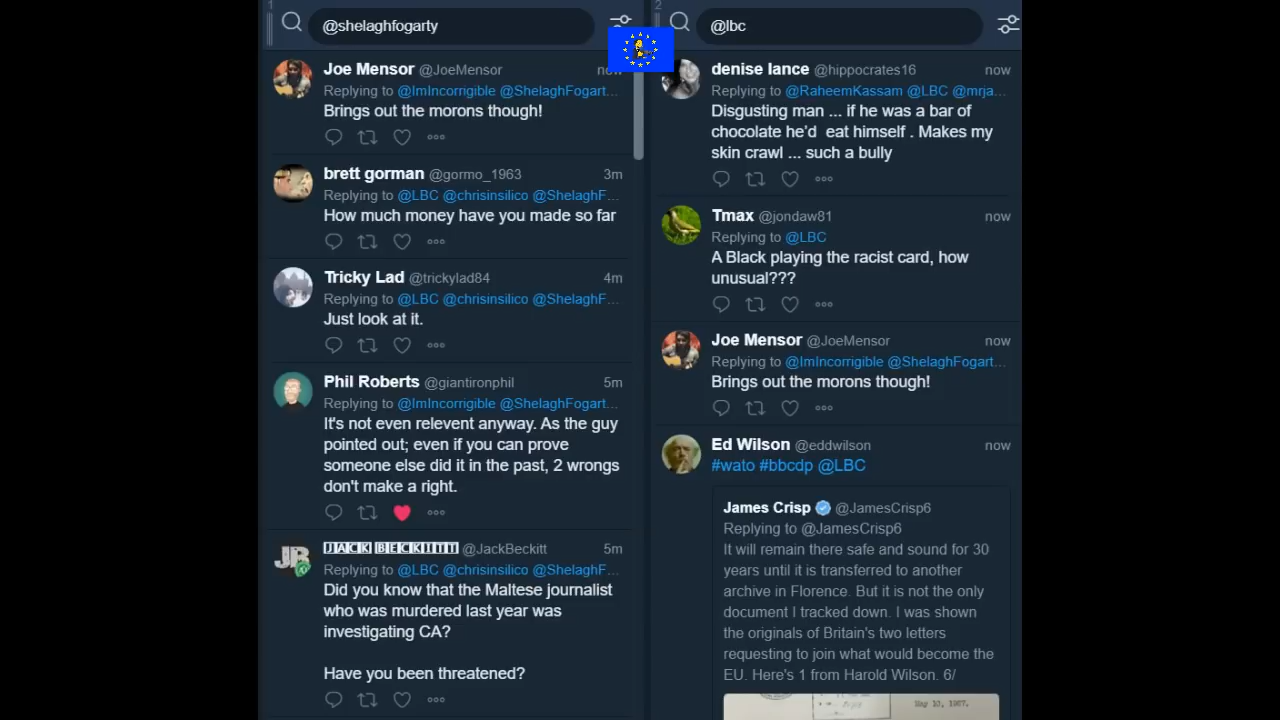 1
@shelaghfogarty
Joe Mensor @JoeMensor now
Replying to @ImIncorrigible @ShelaghFogart...
Brings out the morons though!
brett gorman @gormo_1963 3m
Replying to @LBC @chrisinsilico @ShelaghF...
How much money have you made so far
Tricky Lad @trickylad84 4m
Replying to @LBC @chrisinsilico @ShelaghF...
Just look at it.
Phil Roberts @giantironphil 5m
Replying to @ImIncorrigible @ShelaghFogart...
It's not even relevent anyway. As the guy
pointed out; even if you can prove
someone else did it in the past, 2 wrongs
don't make a right.
JACK BECKITT @JackBeckitt 5m
Replying to @LBC @chrisinsilico @ShelaghF...
Did you know that the Maltese journalist
who was murdered last year was
investigating CA?
Have you been threatened?
2
@lbc
denise lance @hippocrates16 now
Replying to @RaheemKassam @LBC @mrja...
Disgusting man ... if he was a bar of
chocolate he'd eat himself . Makes my
skin crawl ... such a bully
Tmax @jondaw81 now
Replying to @LBC
A Black playing the racist card, how
unusual???
Joe Mensor @JoeMensor now
Replying to @ImIncorrigible @ShelaghFogart...
Brings out the morons though!
Ed Wilson @eddwilson now
#wato #bbcdp @LBC
James Crisp @JamesCrisp6
Replying to @JamesCrisp6
It will remain there safe and sound for 30
years until it is transferred to another
archive in Florence. But it is not the only
document I tracked down. I was shown
the originals of Britain's two letters
requesting to join what would become the
EU. Here's 1 from Harold Wilson. 6/
May 10, 1967.